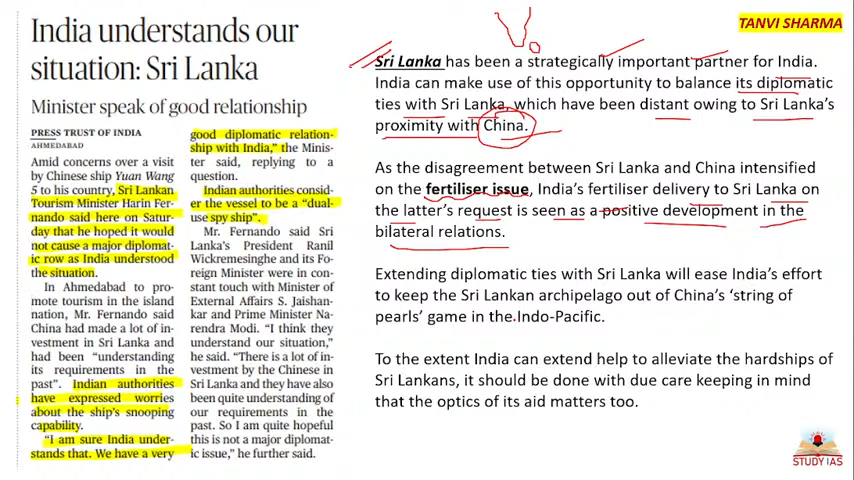 India understands our
situation: Sri Lanka
Minister speak of good relationship
PRESS TRUST OF INDIA
AHMEDABAD
Amid concerns over a visit
by Chinese ship Yuan Wang
5 to his country, Sri Lankan
Tourism Minister Harin Fer-
nando said here on Satur-
day that he hoped it would
not cause a major diplomat-
ic row as India understood
the situation.
In Ahmedabad to pro-
mote tourism in the island
nation, Mr. Fernando said
China had made a lot of in-
vestment in Sri Lanka and
had been “understanding
its requirements in the
past”. Indian authorities
have expressed worries
about the ship’s snooping
capability.
“I am sure India under-
stands that. We have a very
good diplomatic relation-
ship with India,” the Minis-
ter said, replying to a
question.
Indian authorities consid-
er the vessel to be a “dual-
use spy ship”.
Mr. Fernando said Sri
Lanka’s President Ranil
Wickremesinghe and its Fo-
reign Minister were in con-
stant touch with Minister of
External Affairs S. Jaishan-
kar and Prime Minister Na-
rendra Modi. “I think they
understand our situation,”
he said. “There is a lot of in-
vestment by the Chinese in
Sri Lanka and they have also
been quite understanding of
our requirements in the
past. So I am quite hopeful
this is not a major diplomat-
ic issue,” he further said.
TANVI SHARMA
Sri Lanka has been a strategically important partner for India.
India can make use of this opportunity to balance its diplomatic
ties with Sri Lanka, which have been distant owing to Sri Lanka’s
proximity with China.
As the disagreement between Sri Lanka and China intensified
on the fertiliser issue, India’s fertiliser delivery to Sri Lanka on
the latter’s request is seen as a positive development in the
bilateral relations.
Extending diplomatic ties with Sri Lanka will ease India’s effort
to keep the Sri Lankan archipelago out of China’s ‘string of
pearls’ game in the Indo-Pacific.
To the extent India can extend help to alleviate the hardships of
Sri Lankans, it should be done with due care keeping in mind
that the optics of its aid matters too.
STUDY IAS